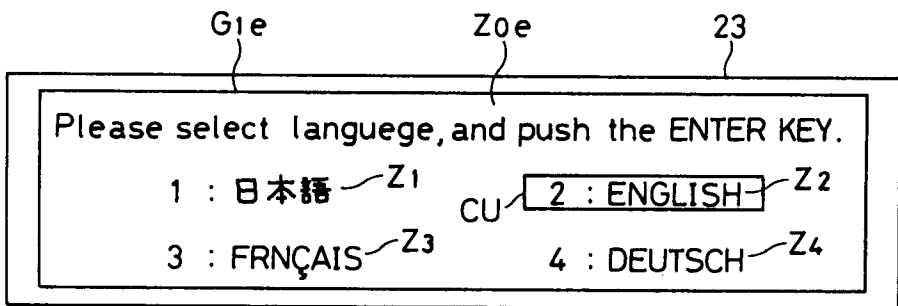 G1e Z0e 23
Please select languege, and push the ENTER KEY.
1 : 日本語 Z1 CU 2 : ENGLISH Z2
3 : FRNÇAIS Z3 4 : DEUTSCH Z4